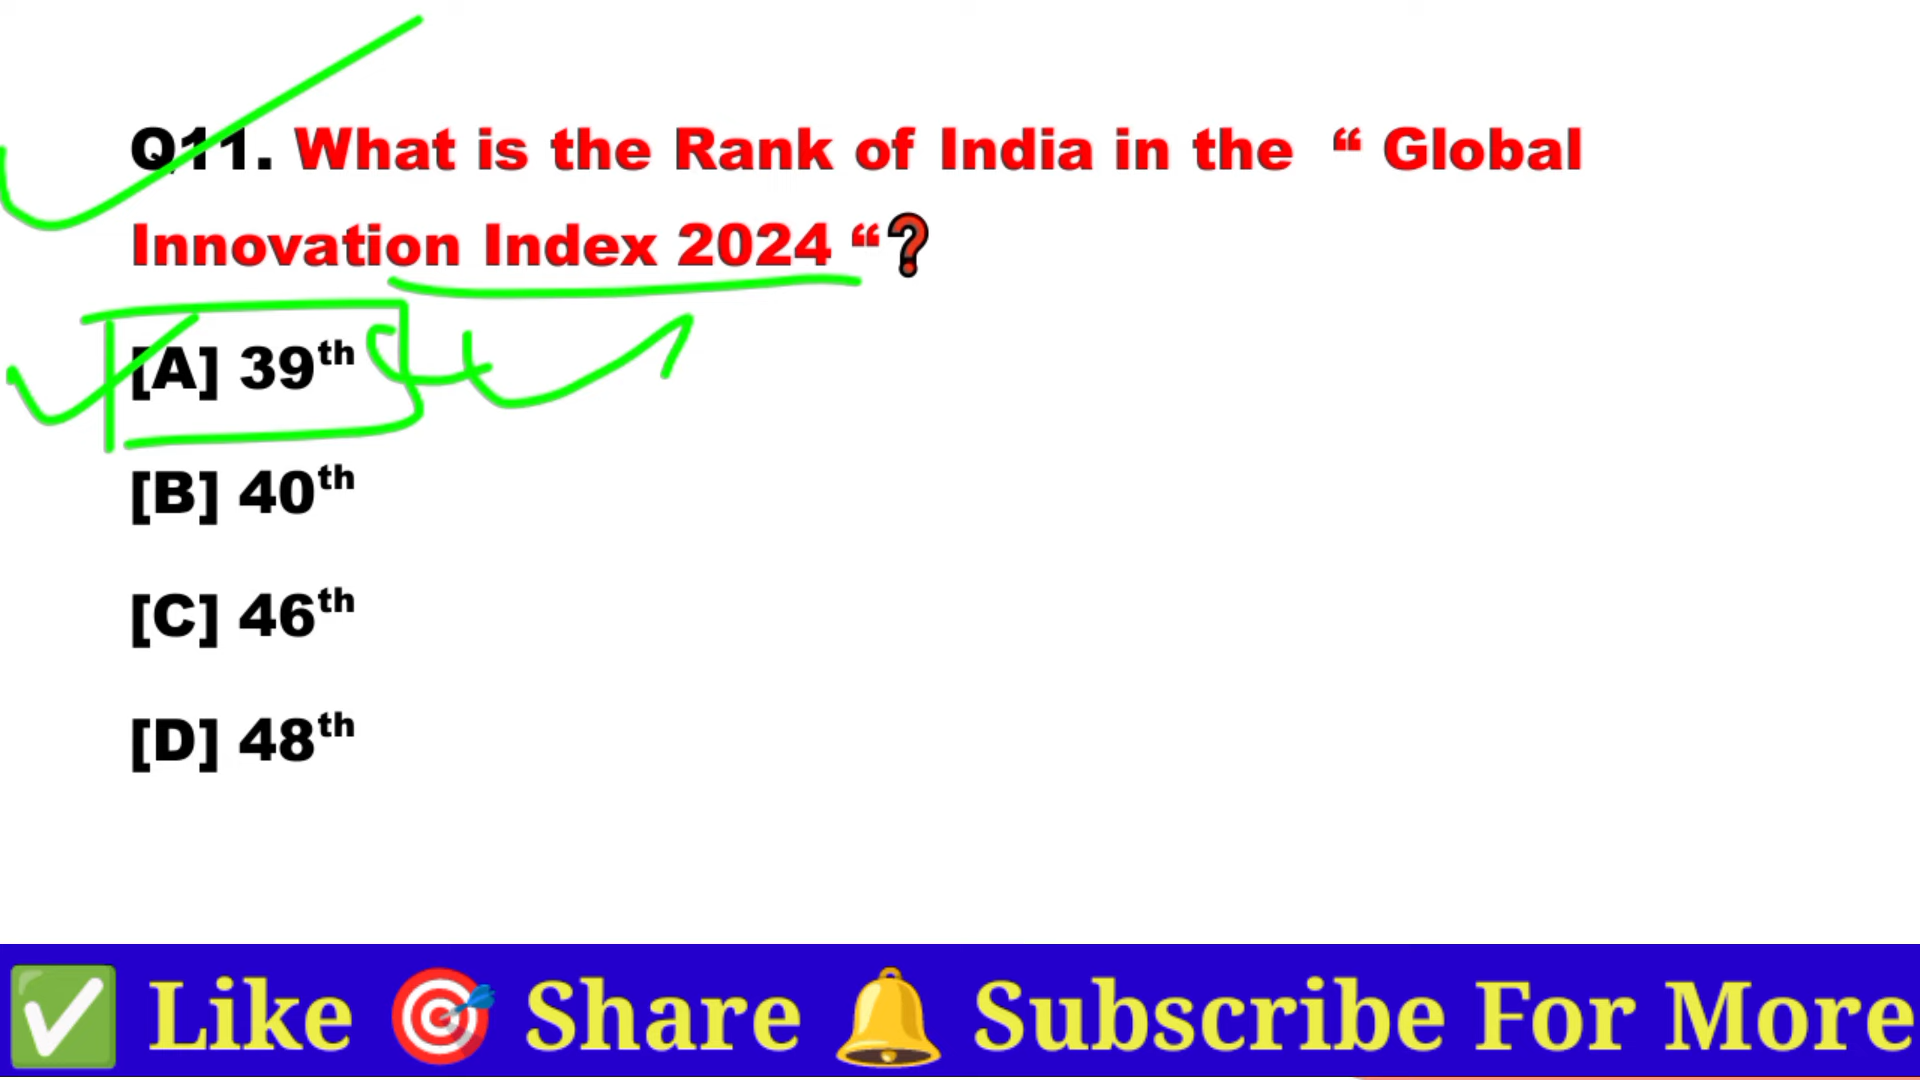 Q11. What is the Rank of India in the “ Global
Innovation Index 2024 “❓
[A] 39th
[B] 40th
[C] 46th
[D] 48th
✅ Like 🎯 Share 🔔 Subscribe For More